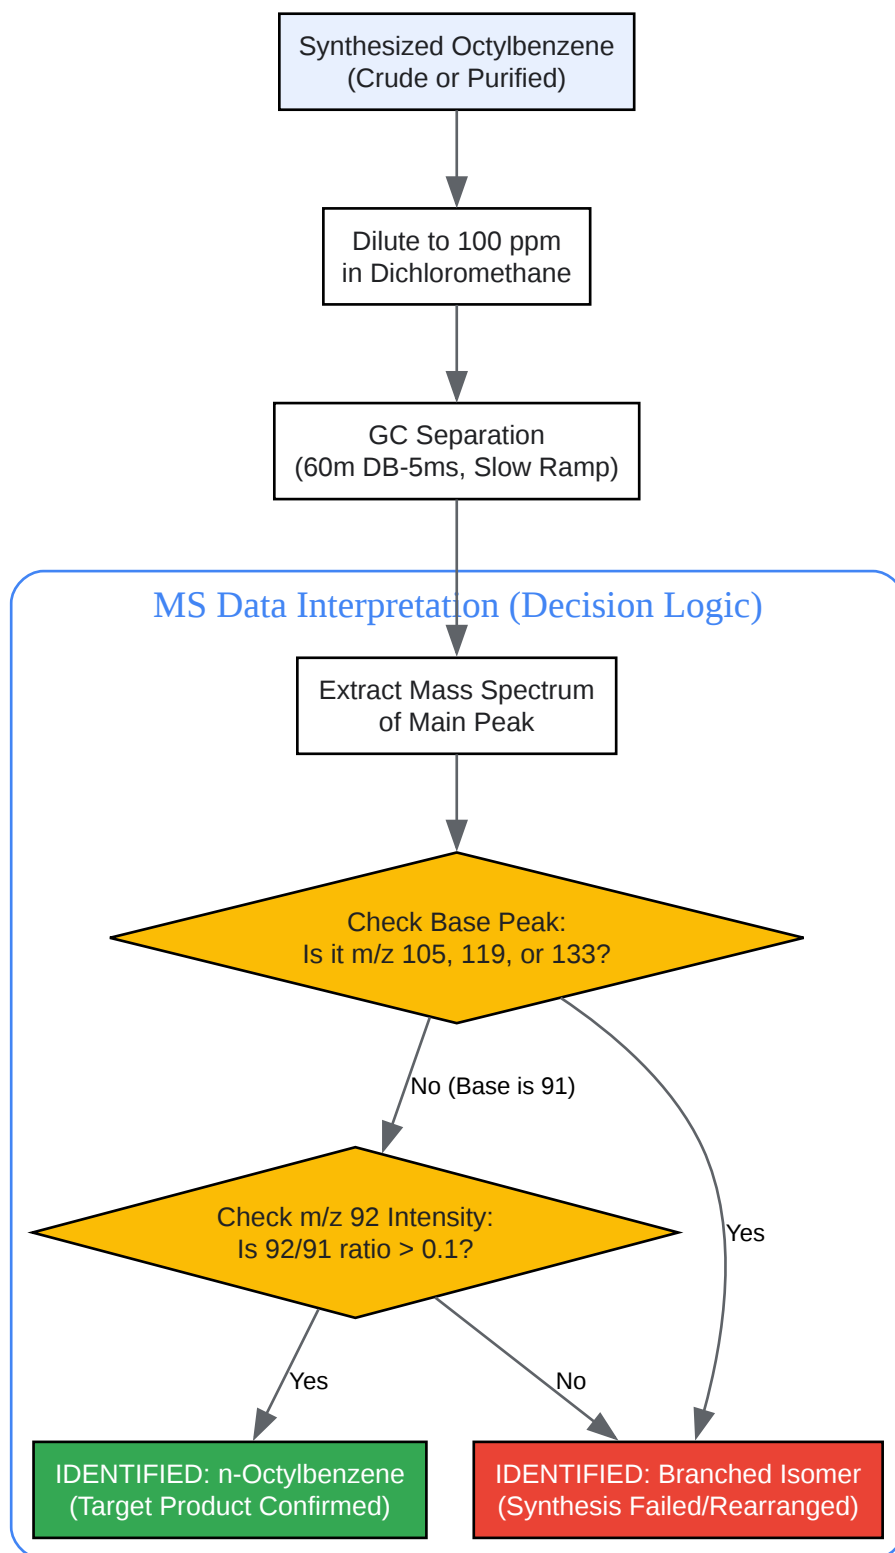 Synthesized Octylbenzene
(Crude or Purified)
Dilute to 100 ppm
in Dichloromethane
GC Separation
(60m DB-5ms, Slow Ramp)
MS Data Interpretation (Decision Logic)
Extract Mass Spectrum
of Main Peak
Check Base Peak:
Is it m/z 105, 119, or 133?
No (Base is 91)
Check m/z 92 Intensity:
Is 92/91 ratio > 0.1?
Yes
Yes
No
IDENTIFIED: n-Octylbenzene
(Target Product Confirmed)
IDENTIFIED: Branched Isomer
(Synthesis Failed/Rearranged)